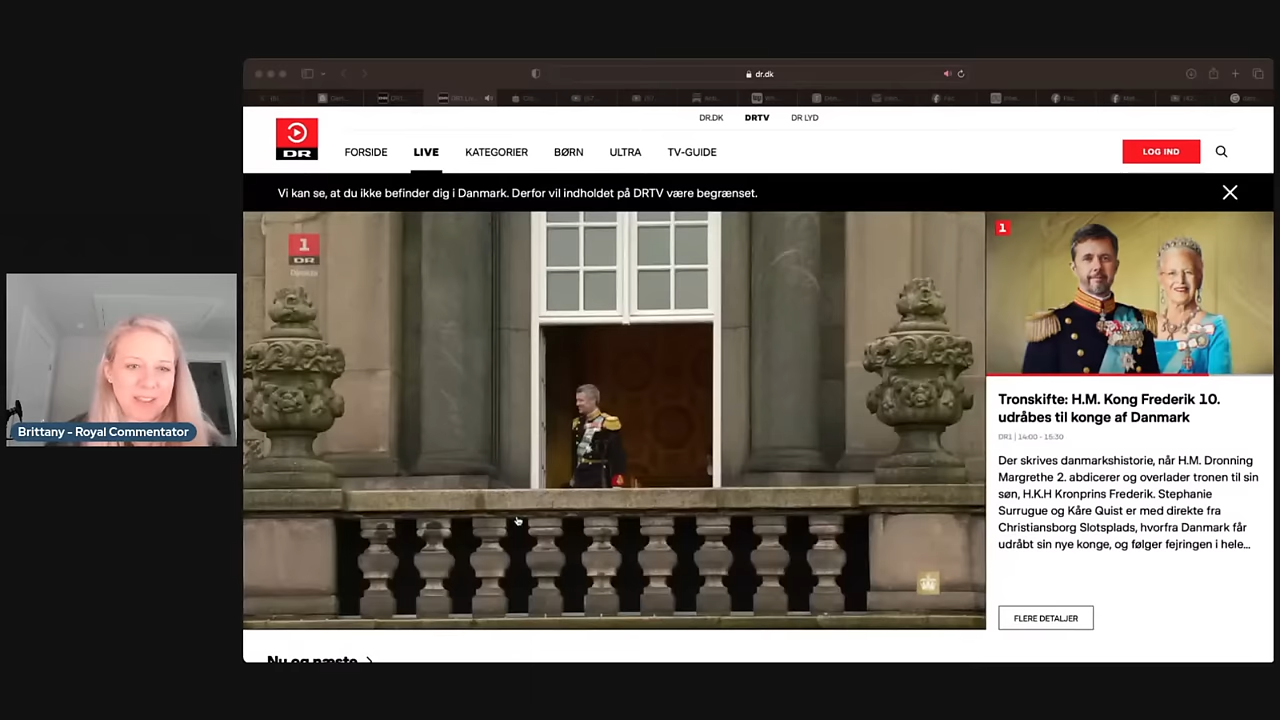 dr.dk
DR.DK DRTV DR LYD
DR
FORSIDE LIVE KATEGORIER BØRN ULTRA TV-GUIDE
LOG IND
Vi kan se, at du ikke befinder dig i Danmark. Derfor vil indholdet på DRTV være begrænset.
1
DR
1
Tronskifte: H.M. Kong Frederik 10.
udråbes til konge af Danmark
DR1 | 14:00 - 15:30
Der skrives danmarkshistorie, når H.M. Dronning
Margrethe 2. abdicerer og overlader tronen til sin
søn, H.K.H Kronprins Frederik. Stephanie
Surrugue og Kåre Quist er med direkte fra
Christiansborg Slotsplads, hvorfra Danmark får
udråbt sin nye konge, og følger fejringen i hele...
FLERE DETALJER
Brittany - Royal Commentator
Nu og næste